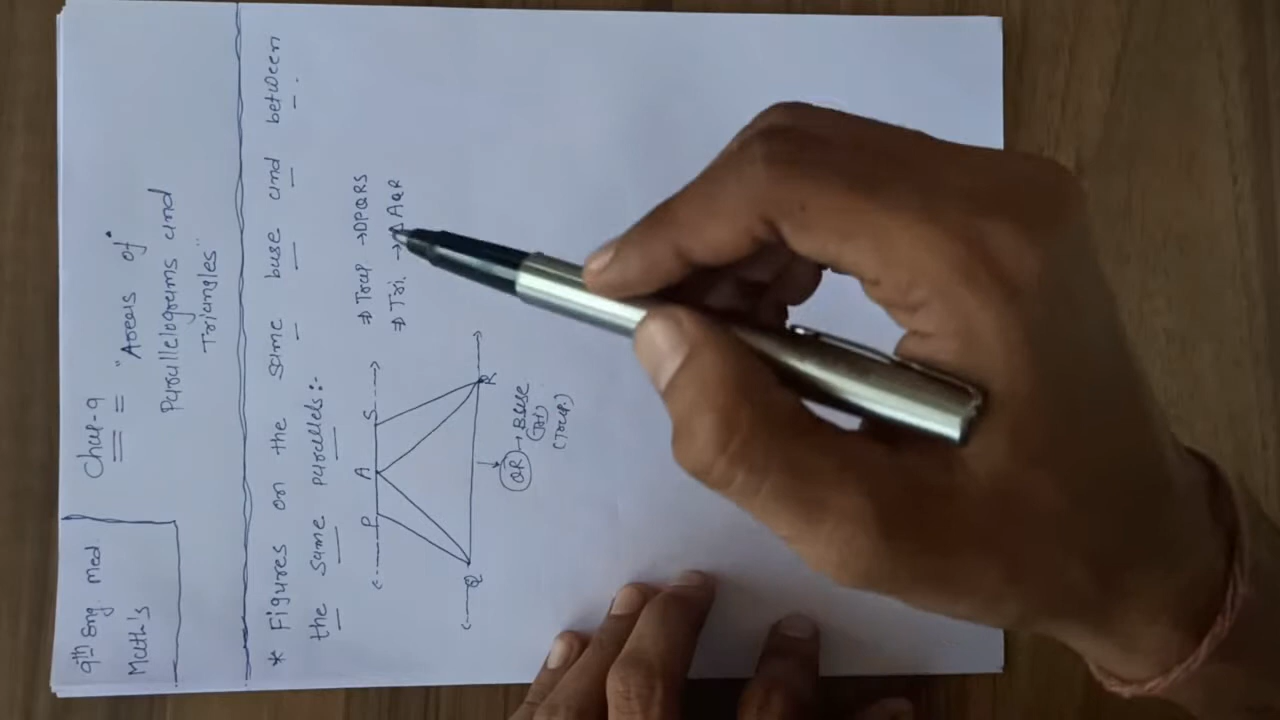 9th Eng. Med.
Math's
Chap-9
"Areas of
Parallelograms and
Triangles"
* Figures on the same base and between
the same parallels:-
P A S
Q R
⇒ Trap. → □PQRS
⇒ Tri. → △AQR
QR → Base
(Tri)
(Trap.)